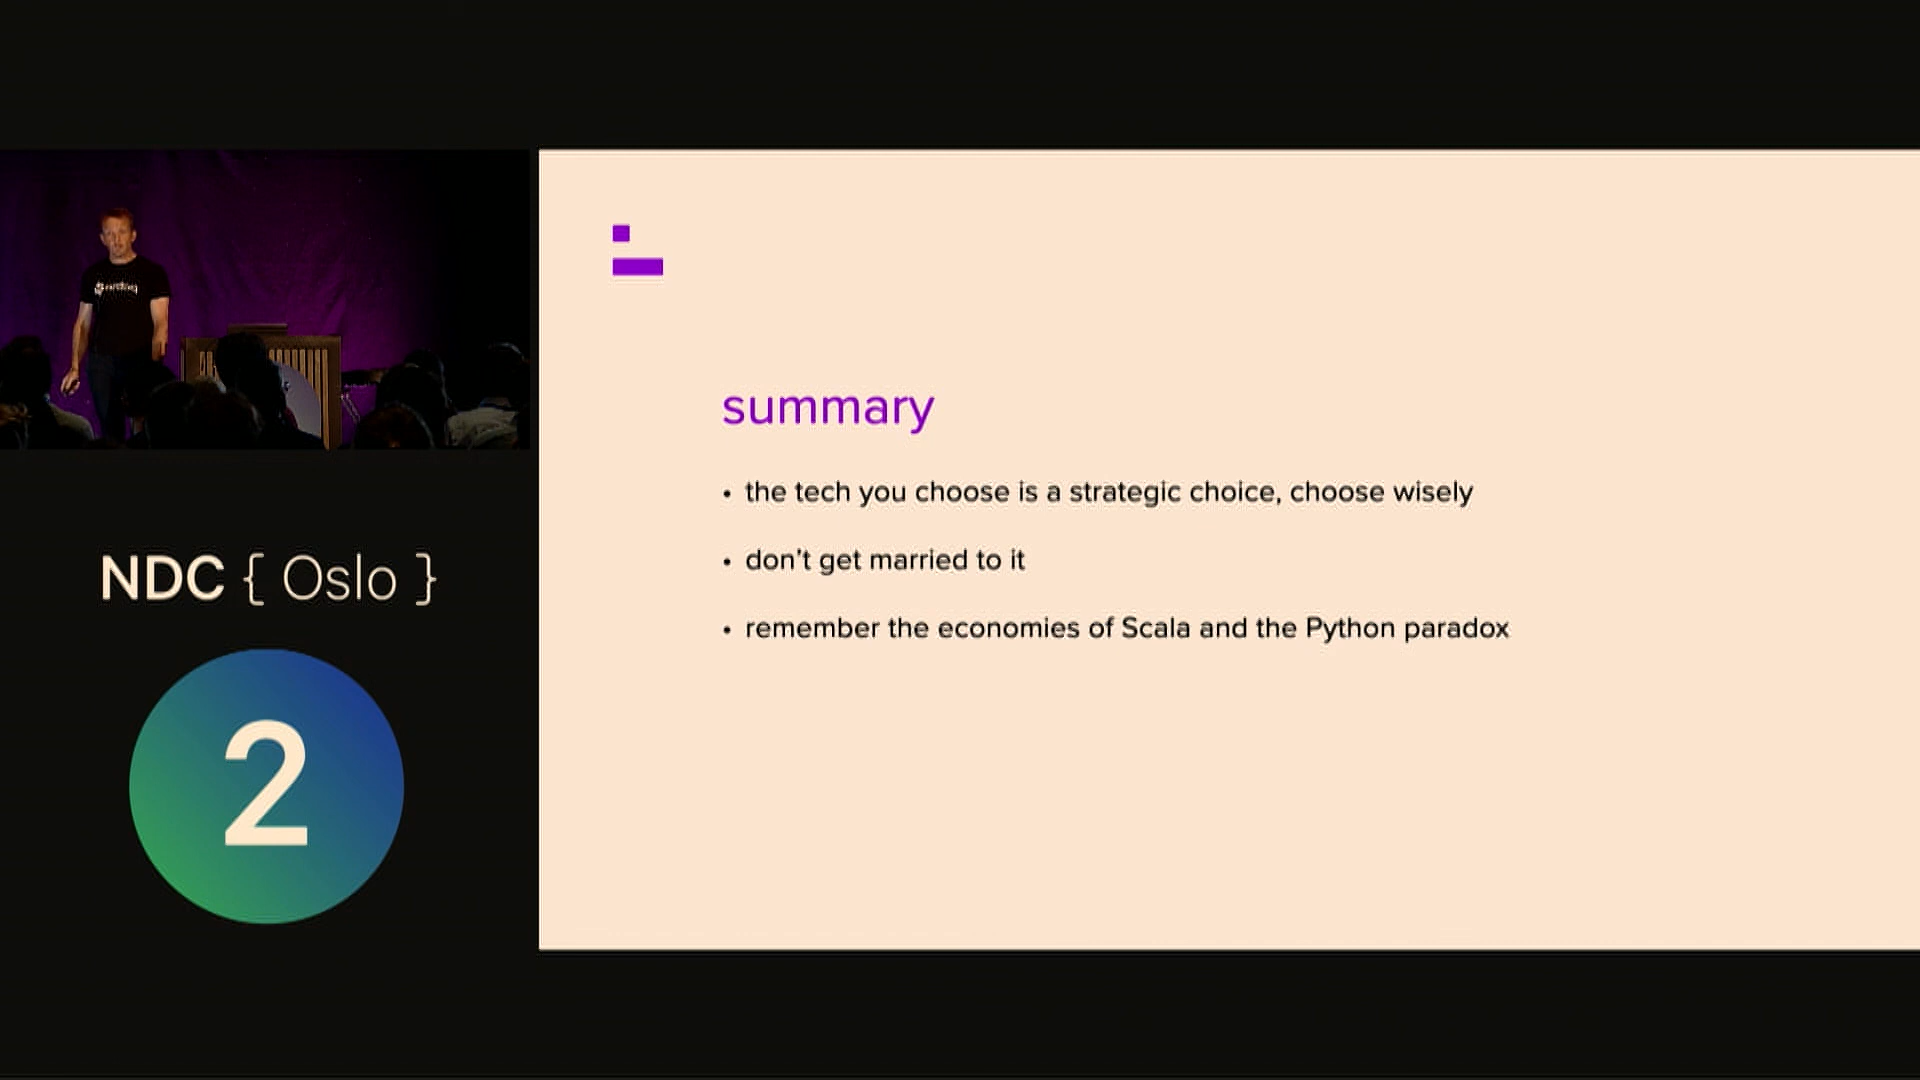 summary
• the tech you choose is a strategic choice, choose wisely
• don't get married to it
• remember the economies of Scala and the Python paradox
NDC { Oslo }
2